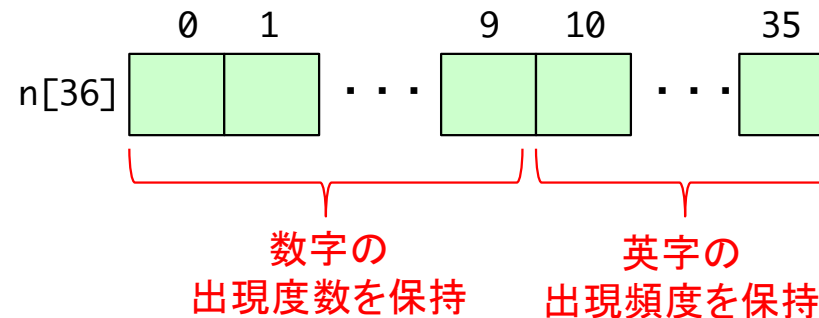 0 1 9 10 35
n[36] ··· ···
数字の
出現度数を保持
英字の
出現頻度を保持